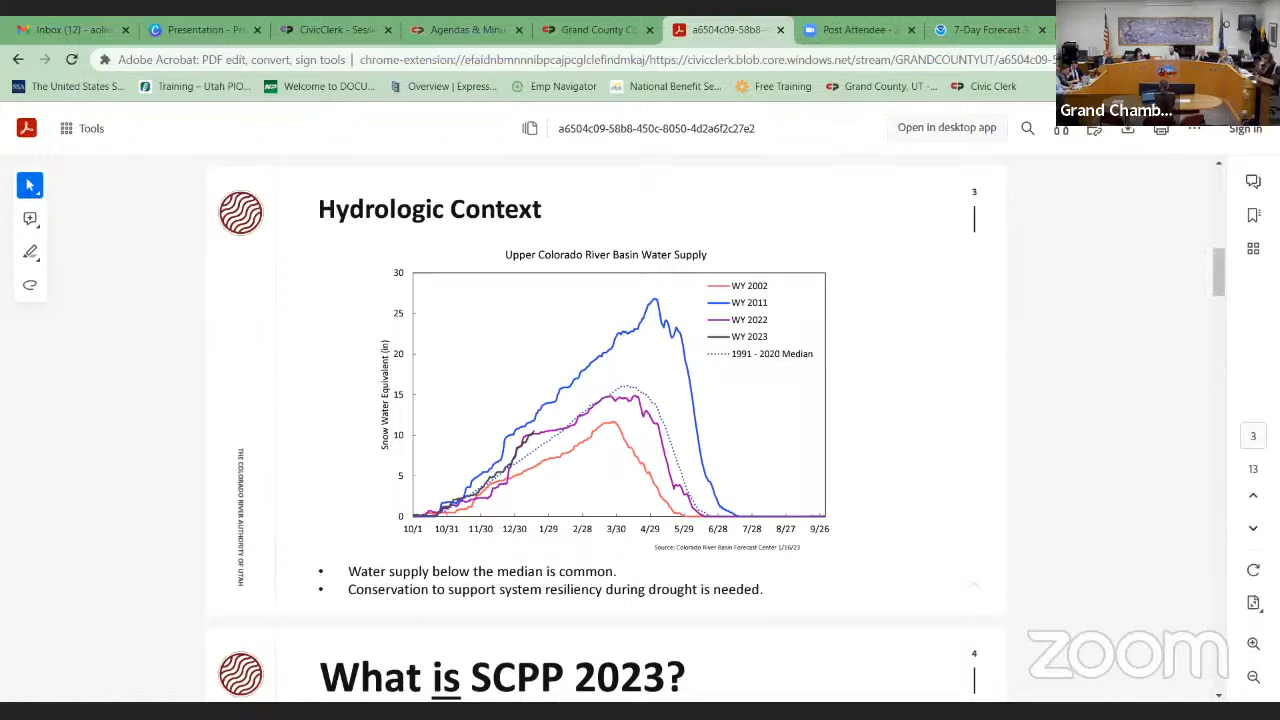 Inbox (12) - aoliv
Presentation - Pr
CivicClerk - Sessi
Agendas & Minu
Grand County Co
a6504c09-58b8-
Post Attendee - Z
7-Day Forecast 3
Adobe Acrobat: PDF edit, convert, sign tools | chrome-extension://efaidnbmnnnibpcajpcglclefindmkaj/https://civicclerk.blob.core.windows.net/stream/GRANDCOUNTYUT/a6504c09-5
The United States S...
Training – Utah PIO...
Welcome to DOCU...
Overview | Express...
Emp Navigator
National Benefit Se...
Free Training
Grand County, UT -...
Civic Clerk
Grand Chamb...
Tools
a6504c09-58b8-450c-8050-4d2a6f2c27e2
Open in desktop app
Sign in
Hydrologic Context
3
Upper Colorado River Basin Water Supply
Snow Water Equivalent (in)
30
25
20
15
10
5
0
WY 2002
WY 2011
WY 2022
WY 2023
1991 - 2020 Median
10/1 10/31 11/30 12/30 1/29 2/28 3/30 4/29 5/29 6/28 7/28 8/27 9/26
Source: Colorado River Basin Forecast Center 1/16/23
• Water supply below the median is common.
• Conservation to support system resiliency during drought is needed.
THE COLORADO RIVER AUTHORITY OF UTAH
3
13
4
What is SCPP 2023?
zoom